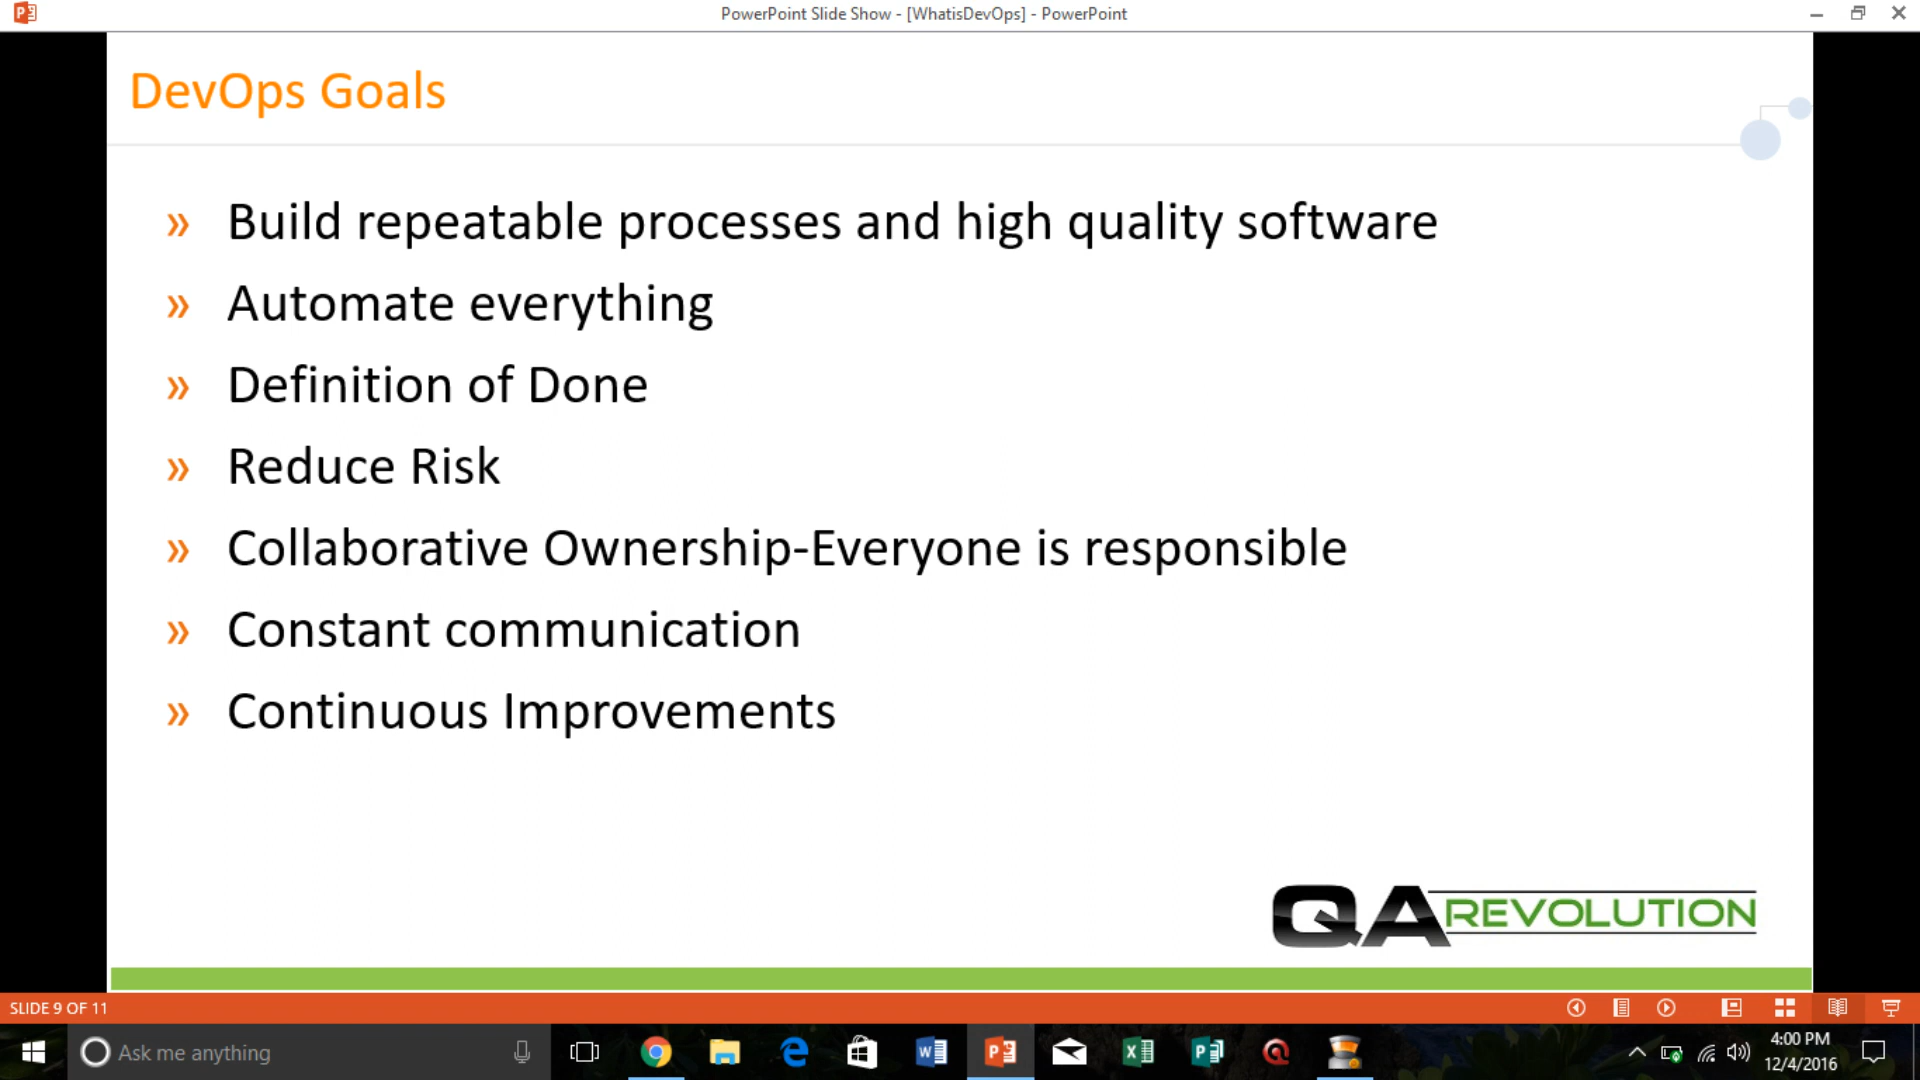 PowerPoint Slide Show - [WhatisDevOps] - PowerPoint
DevOps Goals
» Build repeatable processes and high quality software
» Automate everything
» Definition of Done
» Reduce Risk
» Collaborative Ownership-Everyone is responsible
» Constant communication
» Continuous Improvements
QA REVOLUTION
SLIDE 9 OF 11
Ask me anything
4:00 PM
12/4/2016